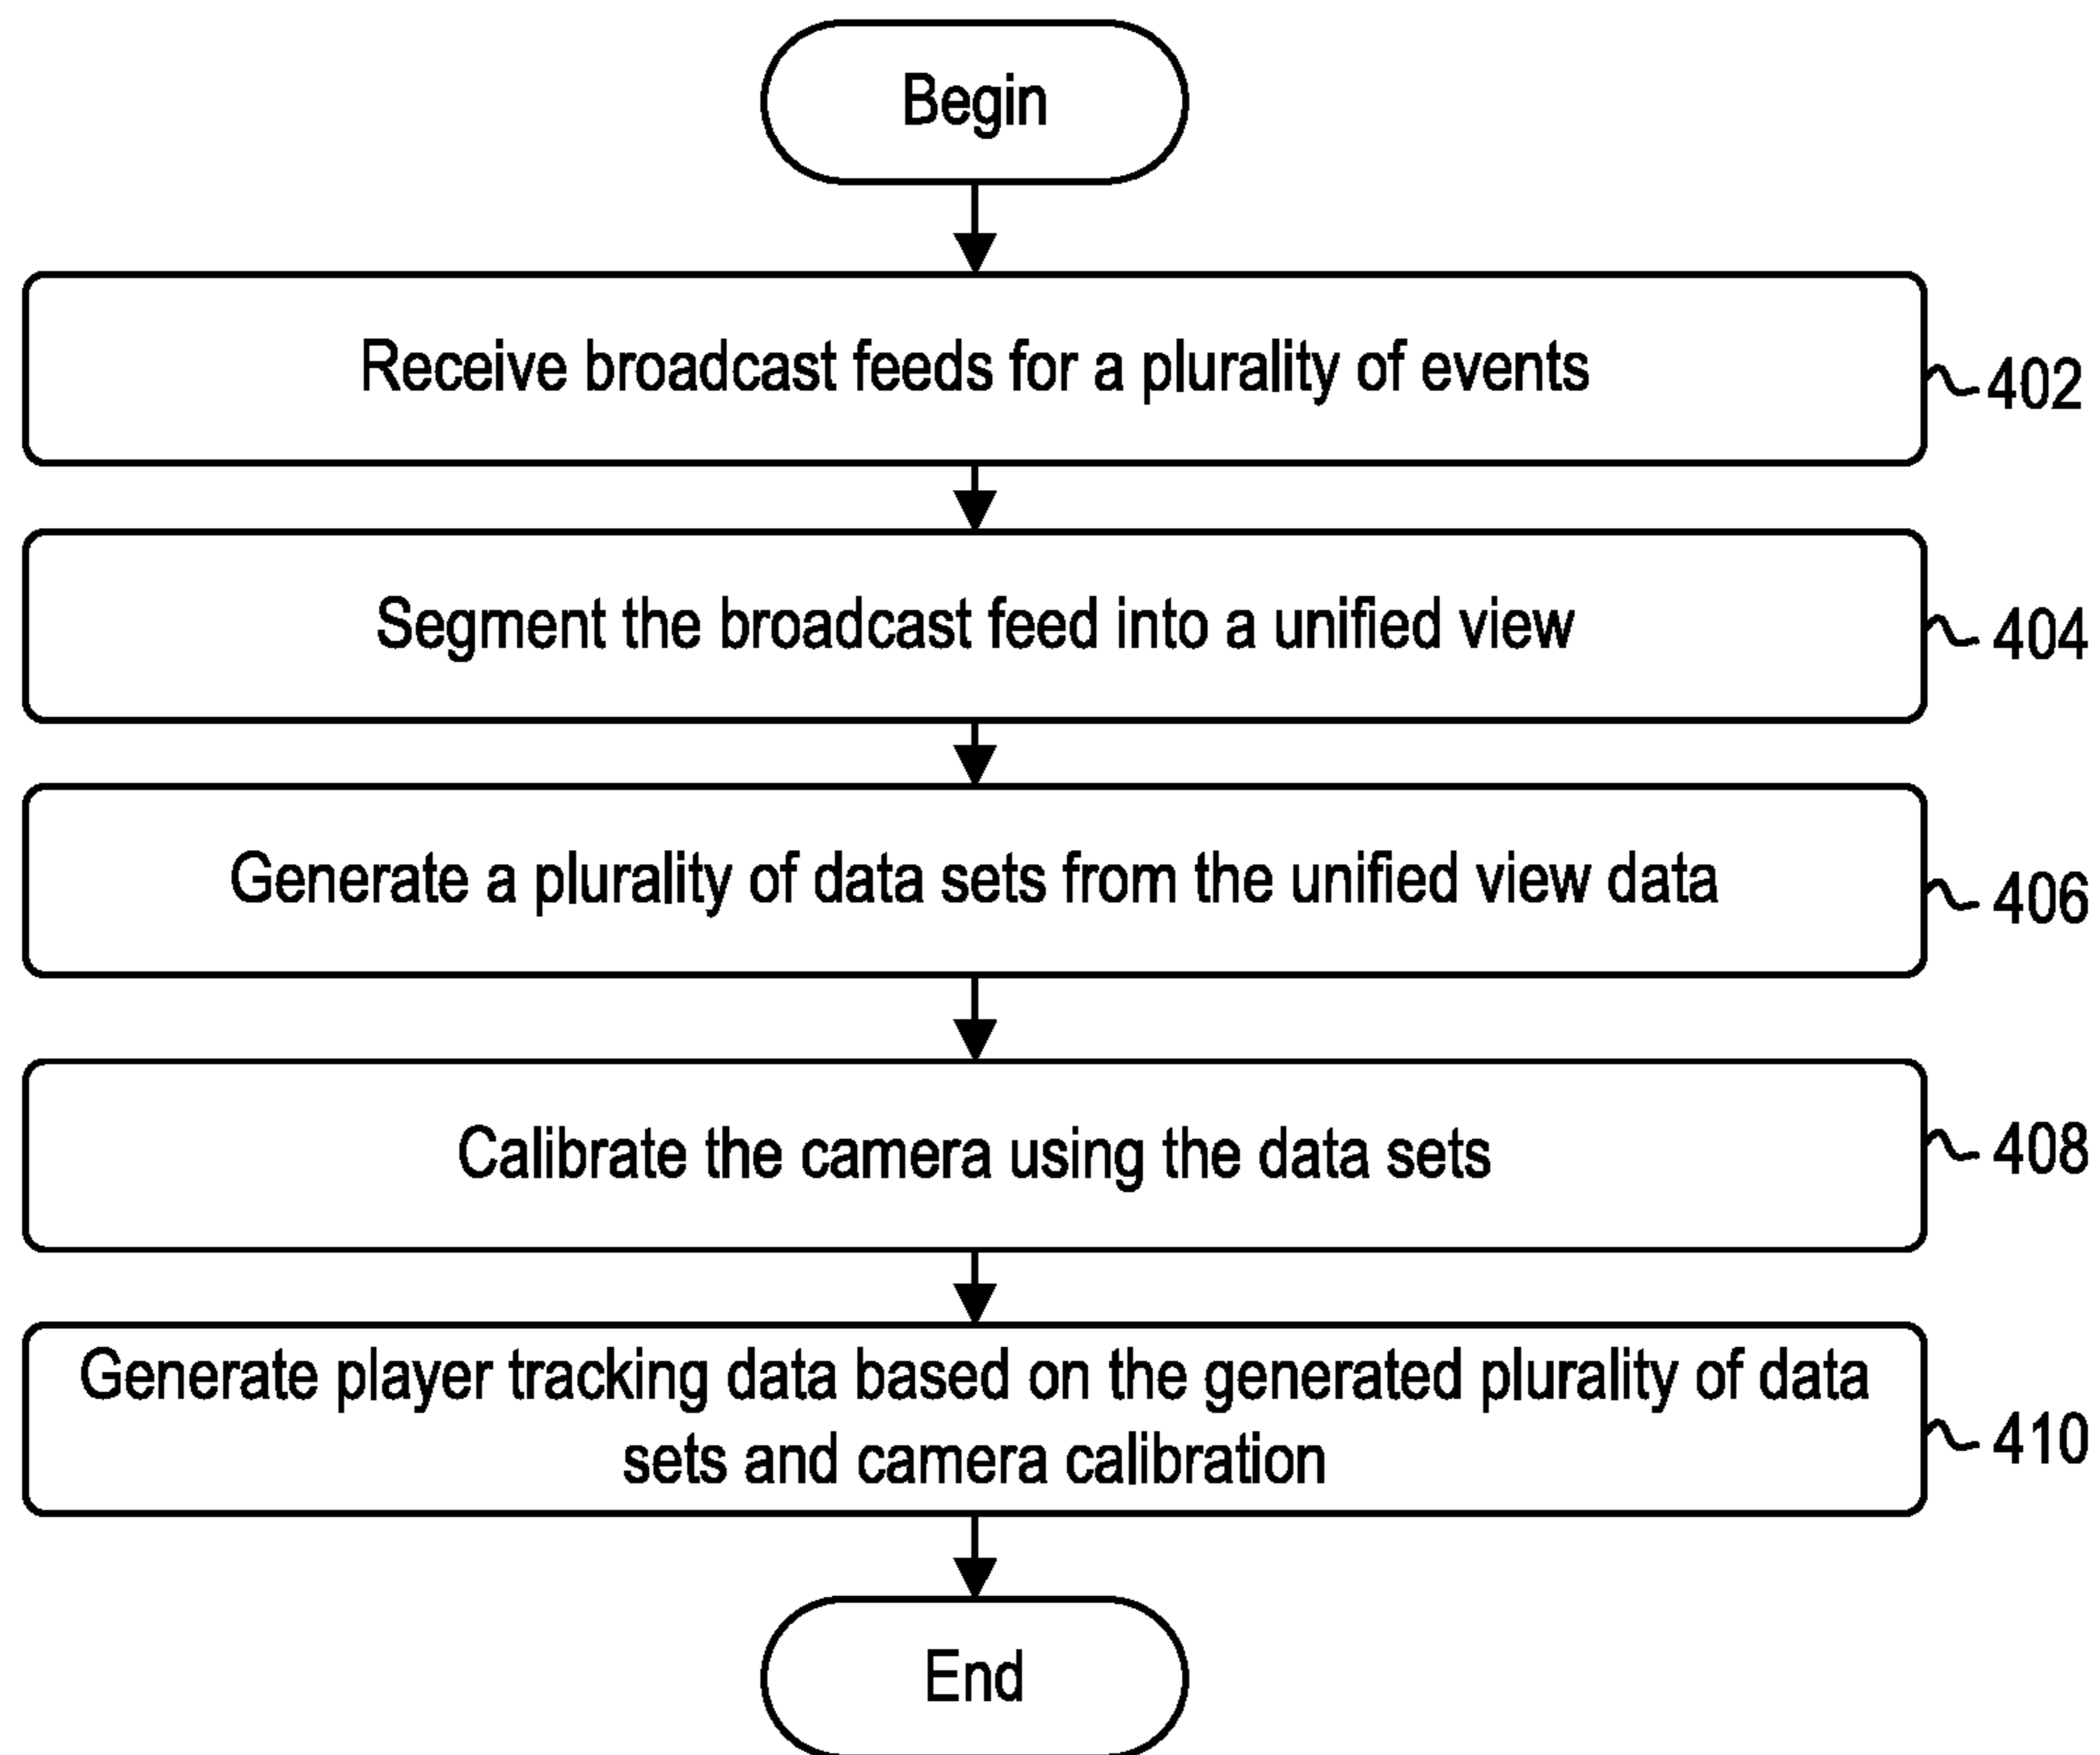 Begin
Receive broadcast feeds for a plurality of events
402
Segment the broadcast feed into a unified view
404
Generate a plurality of data sets from the unified view data
406
Calibrate the camera using the data sets
408
Generate player tracking data based on the generated plurality of data
sets and camera calibration
410
End